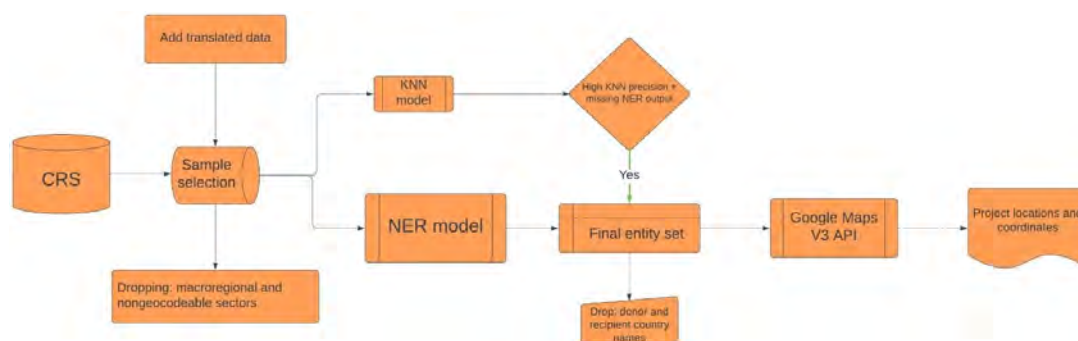 Add translated data
KNN
model
High KNN precision +
missing NER output
CRS
Sample
selection
Yes
NER model
Final entity set
Google Maps
V3 API
Project locations and
coordinates
Dropping: macroregional and
nongeocodeable sectors
Drop: donor and
recipient country
names